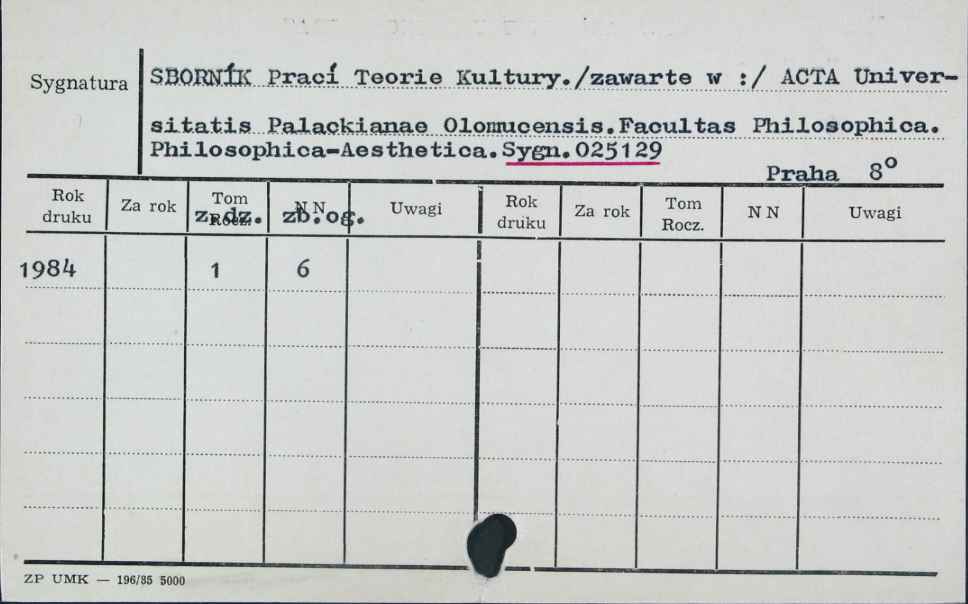 Sygnatura
SBORNÍK Prací Teorie Kultury./zawarte w :/ ACTA Univer-
sitatis Palackianae Olomucensis.Facultas Philosophica.
Philosophica-Aesthetica.Sygn.025129
Praha 8°
Rok druku Za rok Tom Rocz. N N Uwagi Rok druku Za rok Tom Rocz. N N Uwagi
z dz. zb.og.
1984 1 6
ZP UMK — 196/85 5000